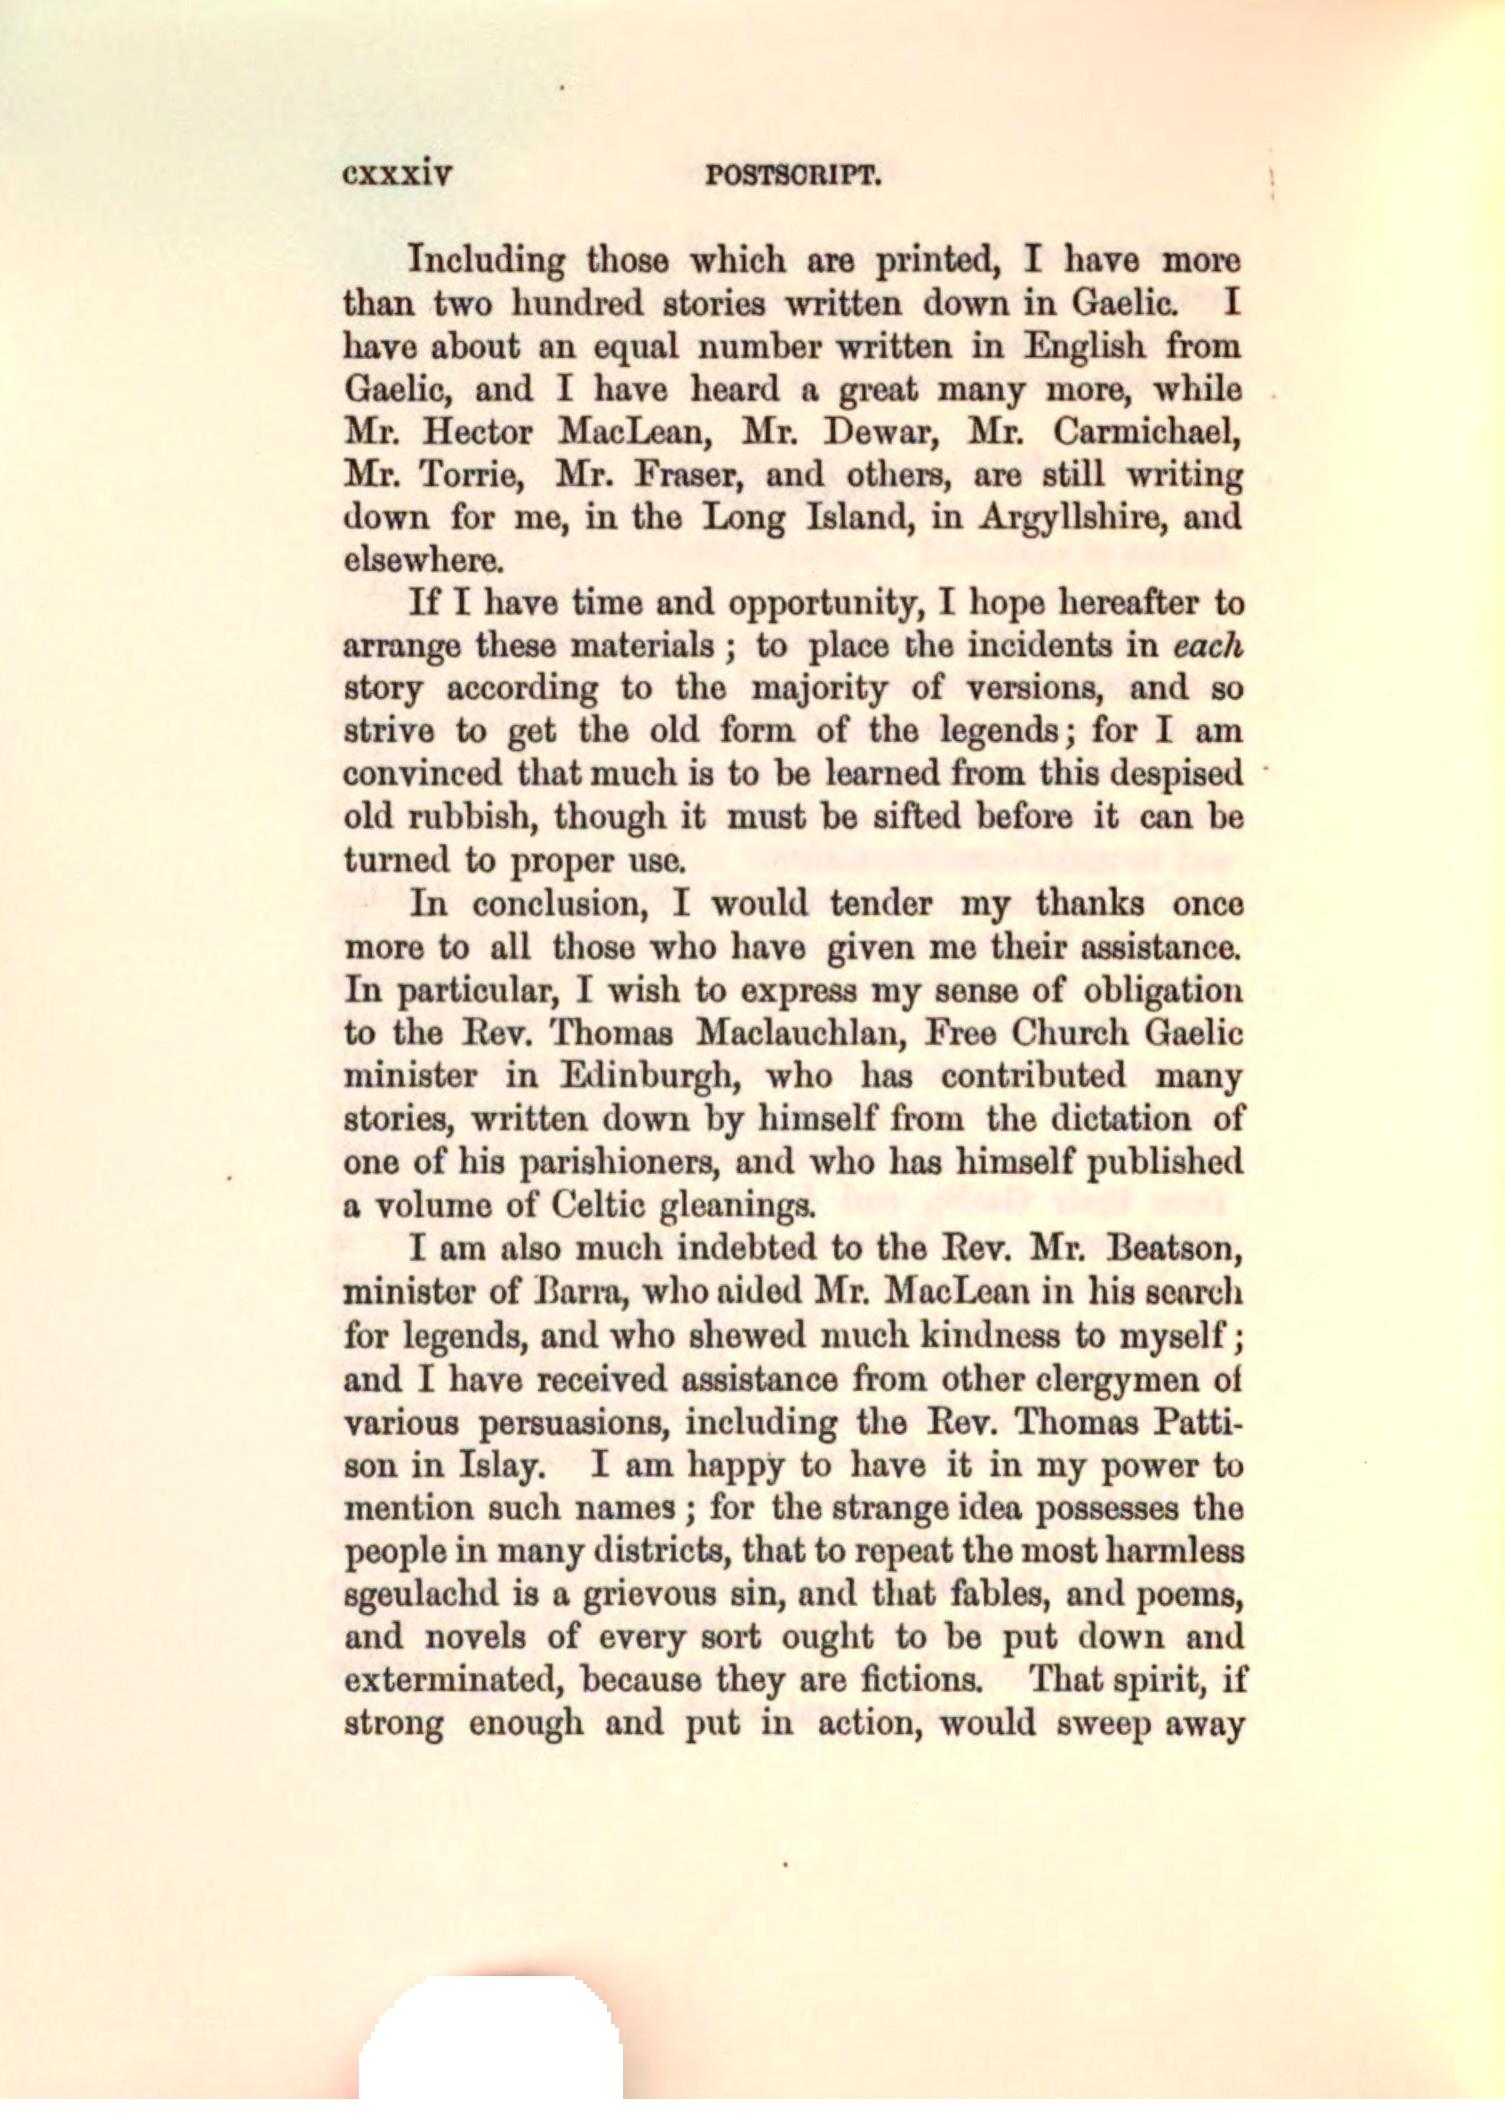 cxxxiv POSTSCRIPT.
Including those which are printed, I have more
than two hundred stories written down in Gaelic. I
have about an equal number written in English from
Gaelic, and I have heard a great many more, while
Mr. Hector MacLean, Mr. Dewar, Mr. Carmichael,
Mr. Torrie, Mr. Fraser, and others, are still writing
down for me, in the Long Island, in Argyllshire, and
elsewhere.
If I have time and opportunity, I hope hereafter to
arrange these materials ; to place the incidents in each
story according to the majority of versions, and so
strive to get the old form of the legends; for I am
convinced that much is to be learned from this despised
old rubbish, though it must be sifted before it can be
turned to proper use.
In conclusion, I would tender my thanks once
more to all those who have given me their assistance.
In particular, I wish to express my sense of obligation
to the Rev. Thomas Maclauchlan, Free Church Gaelic
minister in Edinburgh, who has contributed many
stories, written down by himself from the dictation of
one of his parishioners, and who has himself published
a volume of Celtic gleanings.
I am also much indebted to the Rev. Mr. Beatson,
minister of Barra, who aided Mr. MacLean in his search
for legends, and who shewed much kindness to myself ;
and I have received assistance from other clergymen of
various persuasions, including the Rev. Thomas Patti-
son in Islay. I am happy to have it in my power to
mention such names ; for the strange idea possesses the
people in many districts, that to repeat the most harmless
sgeulachd is a grievous sin, and that fables, and poems,
and novels of every sort ought to be put down and
exterminated, because they are fictions. That spirit, if
strong enough and put in action, would sweep away